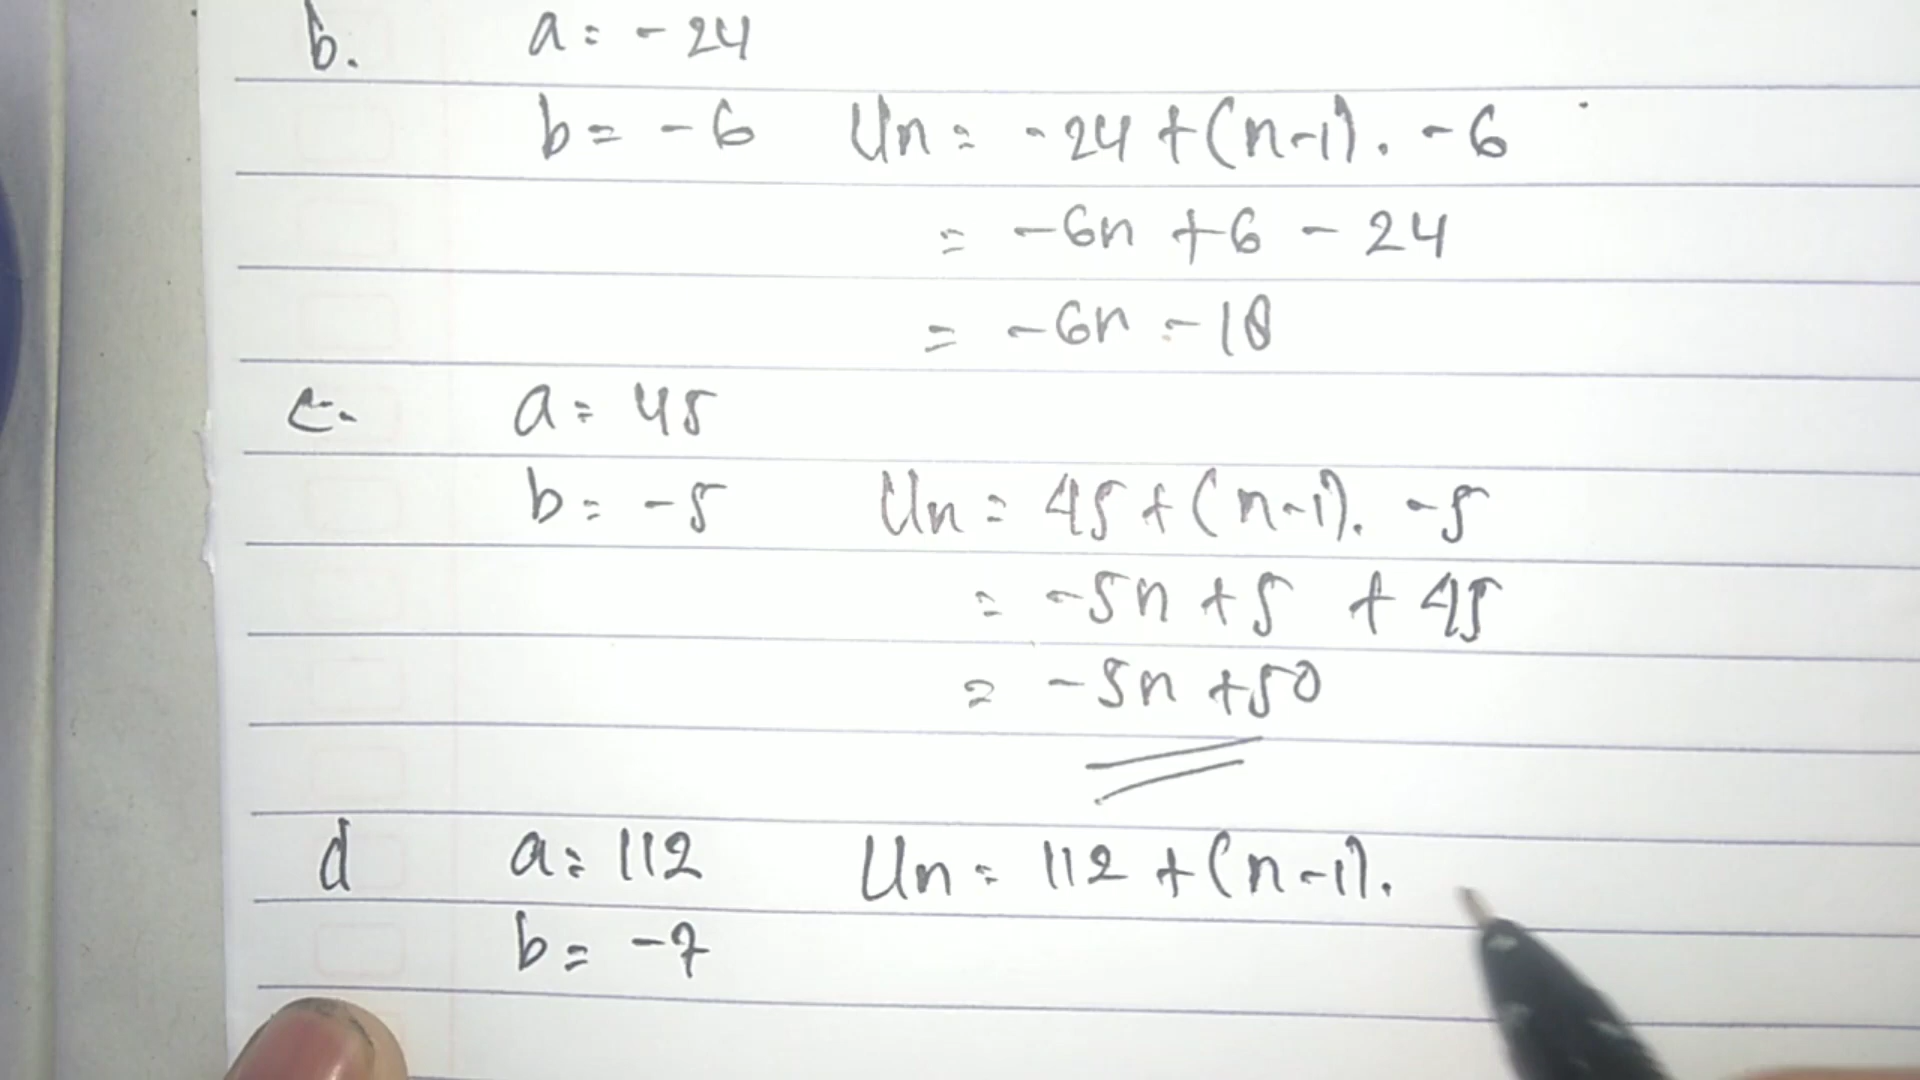 b. a = -24
b = -6 Un = -24 + (n-1). -6
= -6n +6 - 24
= -6n - 18
c. a = 45
b = -5 Un = 45 + (n-1). -5
= -5n +5 + 45
= -5n +50
d a = 112 Un = 112 + (n-1).
b = -7